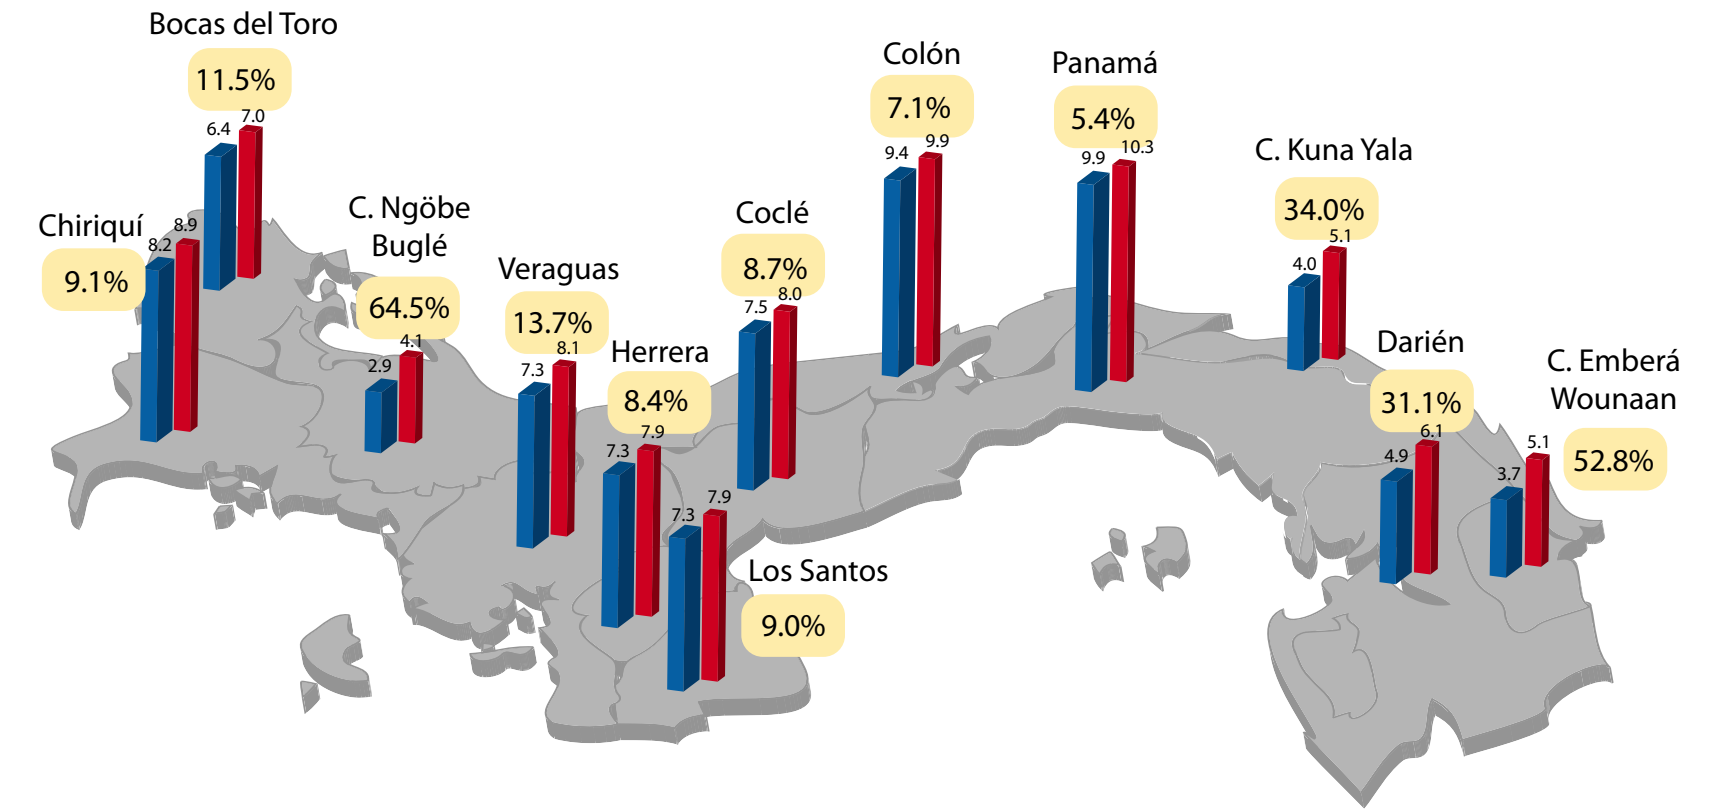 Bocas del Toro
11.5%
6.4
7.0
Chiriquí
9.1%
8.2
8.9
C. Ngöbe
Buglé
64.5%
2.9
4.1
Veraguas
13.7%
7.3
8.1
Herrera
8.4%
7.3
7.9
Los Santos
9.0%
7.3
7.9
Coclé
8.7%
7.5
8.0
Colón
7.1%
9.4
9.9
Panamá
5.4%
9.9
10.3
C. Kuna Yala
34.0%
4.0
5.1
Darién
31.1%
4.9
6.1
C. Emberá
Wounaan
52.8%
3.7
5.1